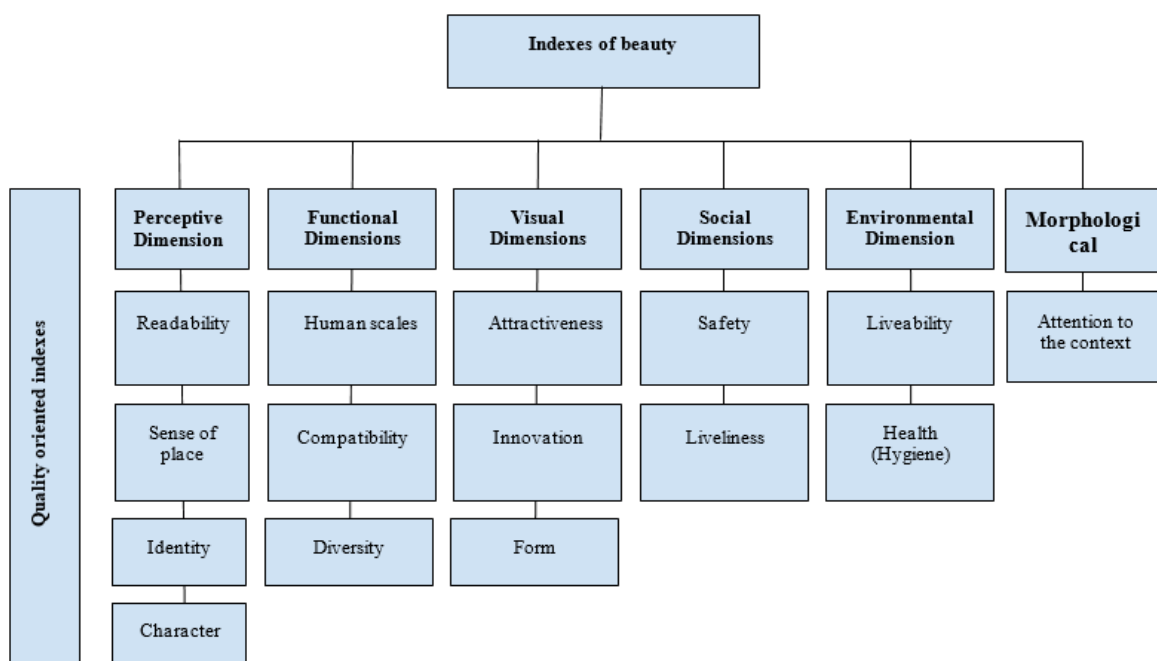 Indexes of beauty
Quality oriented indexes
Perceptive
Dimension
Functional
Dimensions
Visual
Dimensions
Social
Dimensions
Environmental
Dimension
Morphologi
cal
Readability
Human scales
Attractiveness
Safety
Liveability
Attention to
the context
Sense of
place
Compatibility
Innovation
Liveliness
Health
(Hygiene)
Identity
Diversity
Form
Character